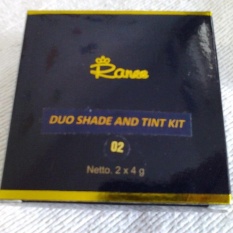 Ranee
DUO SHADE AND TINT KIT
02
Netto. 2 x 4 g